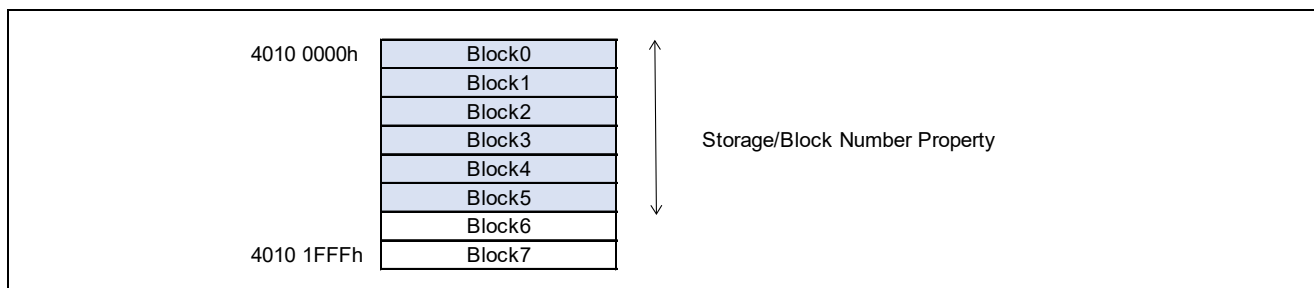 4010 0000h Block0
Block1
Block2
Block3 Storage/Block Number Property
Block4
Block5
Block6
4010 1FFFh Block7